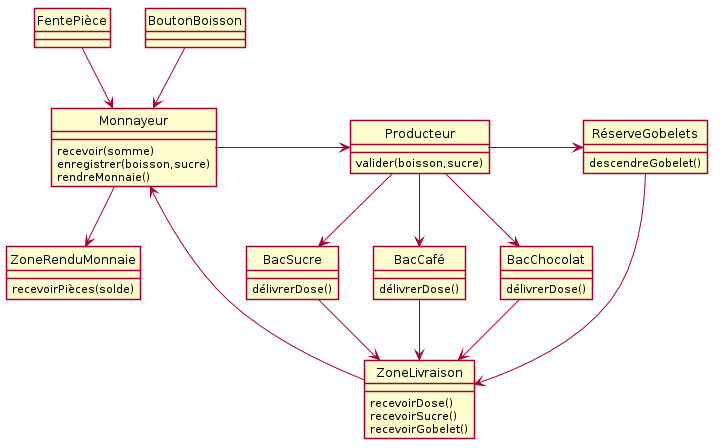 FentePièce
BoutonBoisson
Monnayeur
recevoir(somme)
enregistrer(boisson,sucre)
rendreMonnaie()
Producteur
valider(boisson,sucre)
RéserveGobelets
descendreGobelet()
ZoneRenduMonnaie
recevoirPièces(solde)
BacSucre
délivrerDose()
BacCafé
délivrerDose()
BacChocolat
délivrerDose()
ZoneLivraison
recevoirDose()
recevoirSucre()
recevoirGobelet()